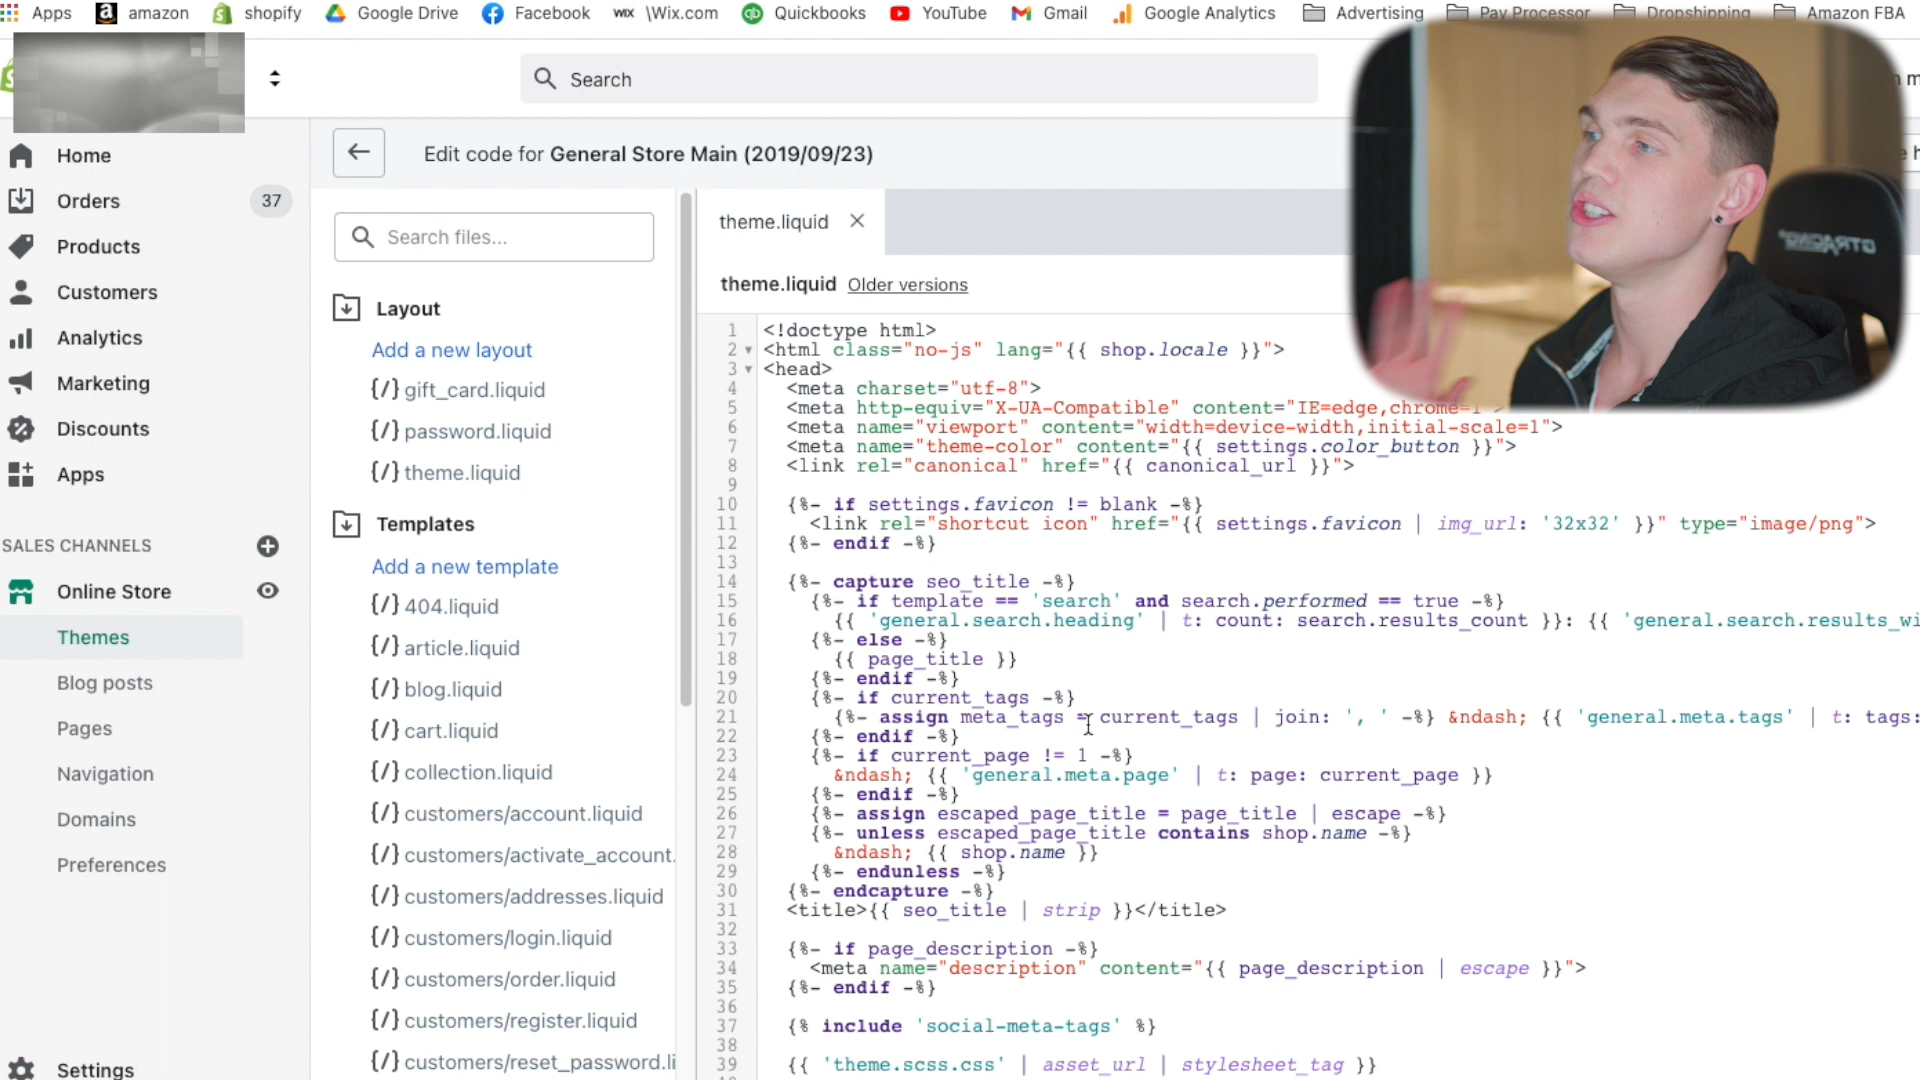 Apps amazon shopify Google Drive Facebook WiX \Wix.com Quickbooks YouTube Gmail Google Analytics Advertising Pay Processor Dropshipping Amazon FBA
Search
Home
Orders 37
Products
Customers
Analytics
Marketing
Discounts
Apps
SALES CHANNELS
Online Store
Themes
Blog posts
Pages
Navigation
Domains
Preferences
Settings
Edit code for General Store Main (2019/09/23)
Search files...
Layout
Add a new layout
{/} gift_card.liquid
{/} password.liquid
{/} theme.liquid
Templates
Add a new template
{/} 404.liquid
{/} article.liquid
{/} blog.liquid
{/} cart.liquid
{/} collection.liquid
{/} customers/account.liquid
{/} customers/activate_account.
{/} customers/addresses.liquid
{/} customers/login.liquid
{/} customers/order.liquid
{/} customers/register.liquid
{/} customers/reset_password.li
theme.liquid
theme.liquid Older versions
1 <!doctype html>
2 <html class="no-js" lang="{{ shop.locale }}">
3 <head>
4 <meta charset="utf-8">
5 <meta http-equiv="X-UA-Compatible" content="IE=edge,chrome=1">
6 <meta name="viewport" content="width=device-width,initial-scale=1">
7 <meta name="theme-color" content="{{ settings.color_button }}">
8 <link rel="canonical" href="{{ canonical_url }}">
9
10 {%- if settings.favicon != blank -%}
11 <link rel="shortcut icon" href="{{ settings.favicon | img_url: '32x32' }}" type="image/png">
12 {%- endif -%}
13
14 {%- capture seo_title -%}
15 {%- if template == 'search' and search.performed == true -%}
16 {{ 'general.search.heading' | t: count: search.results_count }}: {{ 'general.search.results_wi
17 {%- else -%}
18 {{ page_title }}
19 {%- endif -%}
20 {%- if current_tags -%}
21 {%- assign meta_tags = current_tags | join: ', ' -%} &ndash; {{ 'general.meta.tags' | t: tags:
22 {%- endif -%}
23 {%- if current_page != 1 -%}
24 &ndash; {{ 'general.meta.page' | t: page: current_page }}
25 {%- endif -%}
26 {%- assign escaped_page_title = page_title | escape -%}
27 {%- unless escaped_page_title contains shop.name -%}
28 &ndash; {{ shop.name }}
29 {%- endunless -%}
30 {%- endcapture -%}
31 <title>{{ seo_title | strip }}</title>
32
33 {%- if page_description -%}
34 <meta name="description" content="{{ page_description | escape }}">
35 {%- endif -%}
36
37 {% include 'social-meta-tags' %}
38
39 {{ 'theme.scss.css' | asset_url | stylesheet_tag }}
GTRACING